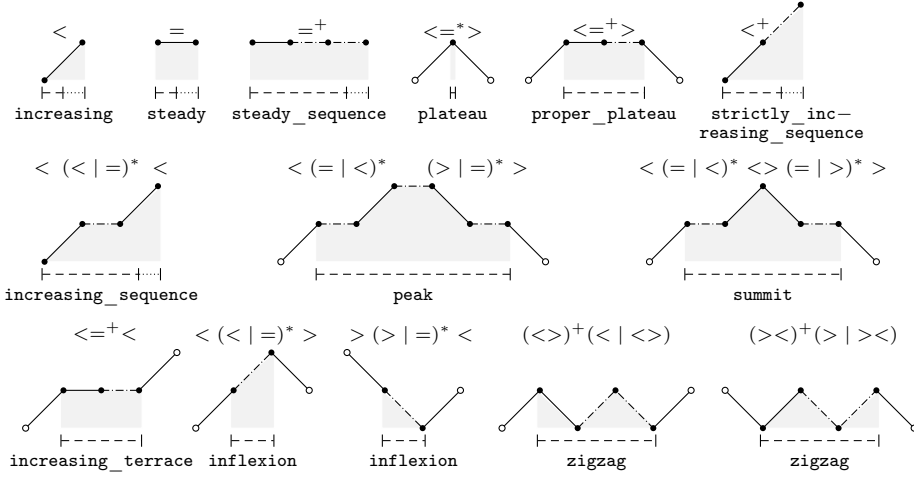 < = =⁺ <=*> <=⁺> <⁺
increasing steady steady_sequence plateau proper_plateau strictly_inc-
reasing_sequence
< (< | =)* < < (= | <)* (> | =)* > < (= | <)* <> (= | >)* >
increasing_sequence peak summit
<=⁺< < (< | =)* > > (> | =)* < (<>)⁺(< | <>) (><)⁺(> | ><)
increasing_terrace inflexion inflexion zigzag zigzag